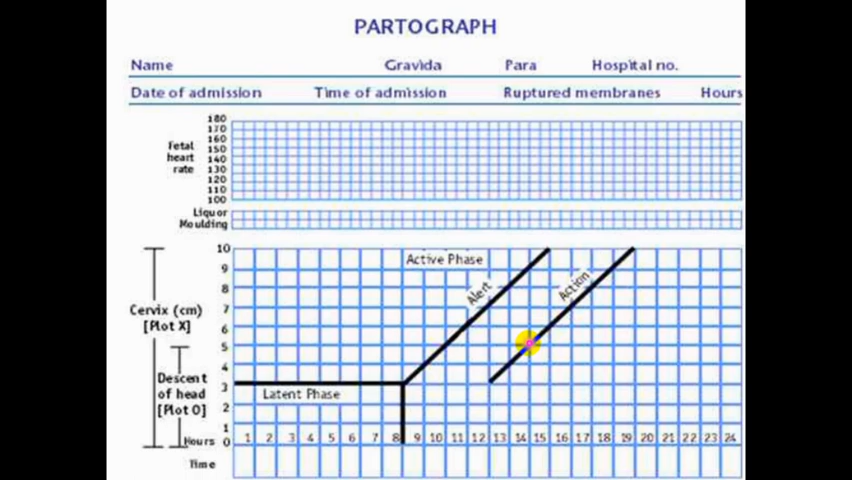 PARTOGRAPH
Name Gravida Para Hospital no.
Date of admission Time of admission Ruptured membranes Hours
180
170
Fetal 160
heart 150
rate 140
130
120
110
100
Liquor
Moulding
10 Active Phase
9
8 Alert Action
Cervix (cm) 7
[Plot X] 6
5
Descent 4
of head 3 Latent Phase
[Plot O] 2
1
Hours 0 1 2 3 4 5 6 7 8 9 10 11 12 13 14 15 16 17 18 19 20 21 22 23 24
Time